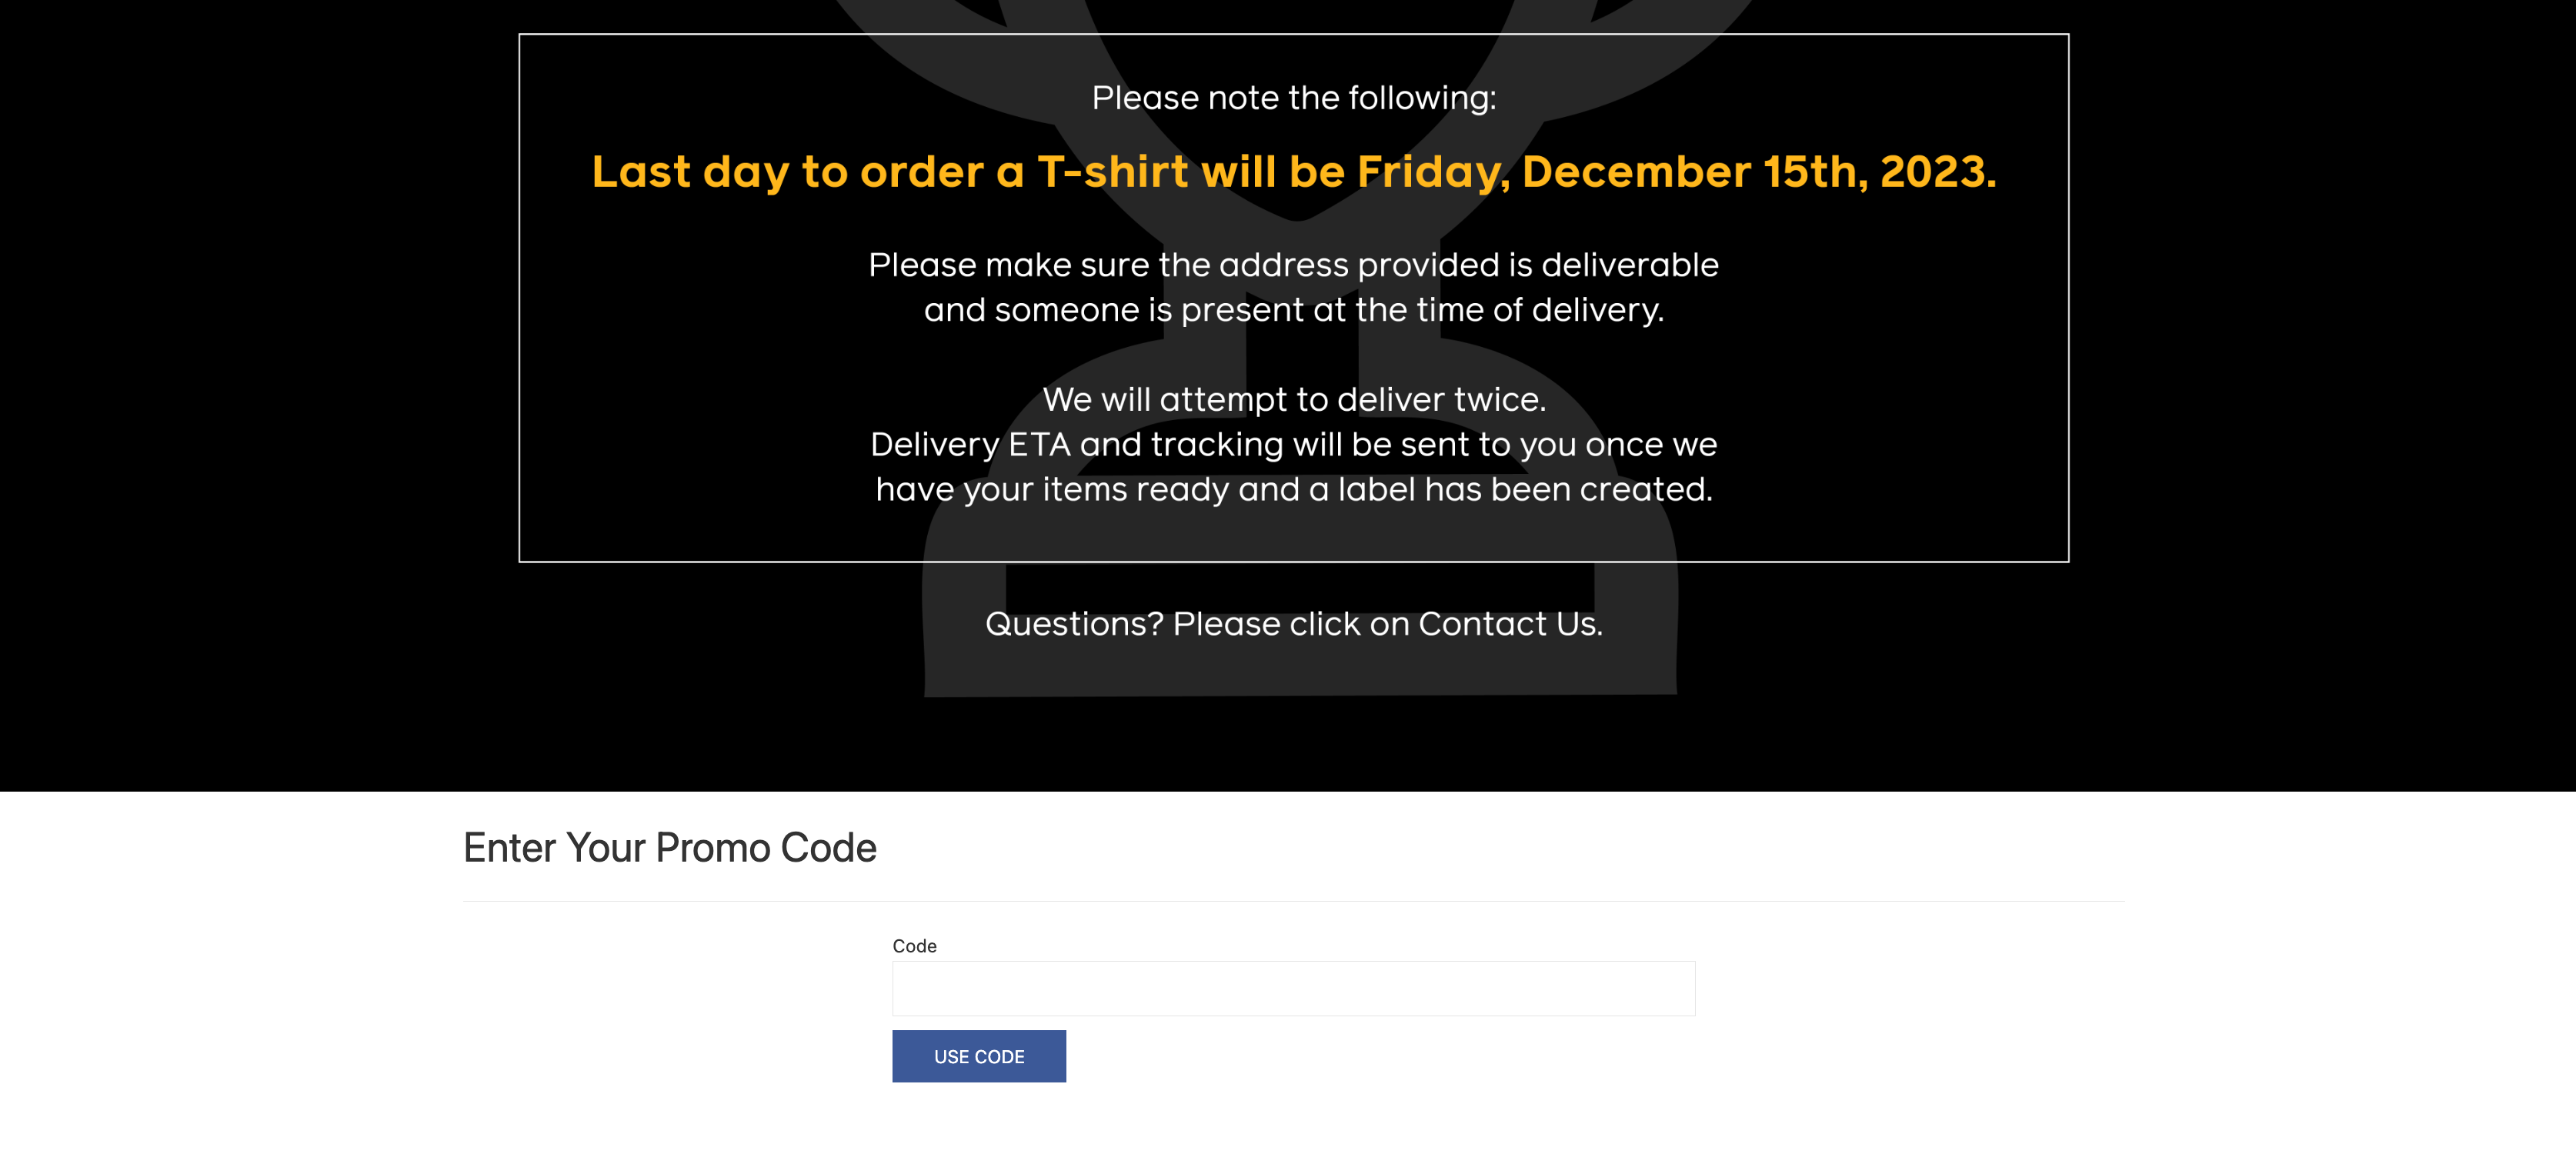 Please note the following:
Last day to order a T-shirt will be Friday, December 15th, 2023.
Please make sure the address provided is deliverable
and someone is present at the time of delivery.
We will attempt to deliver twice.
Delivery ETA and tracking will be sent to you once we
have your items ready and a label has been created.
Questions? Please click on Contact Us.
Enter Your Promo Code
Code
USE CODE